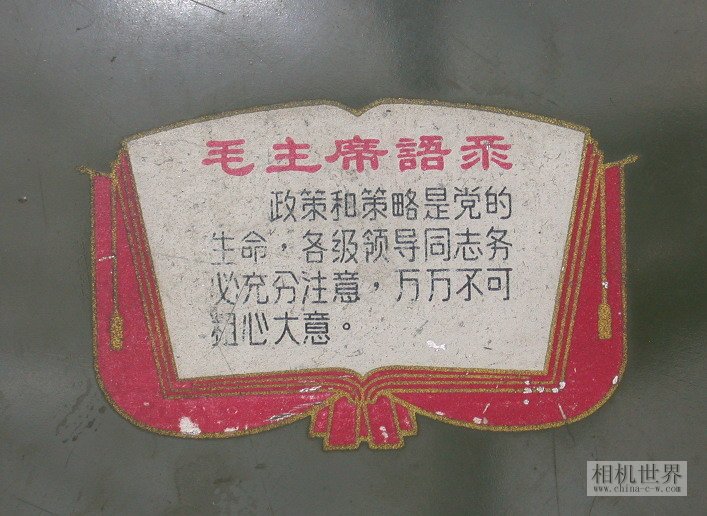 毛主席語录
政策和策略是党的
生命，各级领导同志务
必充分注意，万万不可
粗心大意。
相机世界
www.china-c-w.com